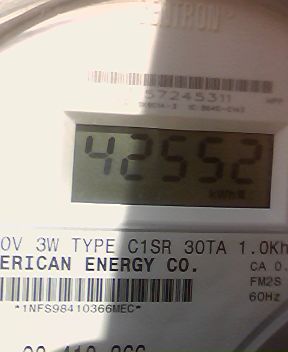 57245311
42552
kWh
0V 3W TYPE C1SR 30TA 1.0Kh
ERICAN ENERGY CO.
CA 0.
FM2S
60Hz
*1NFS98410366MEC*